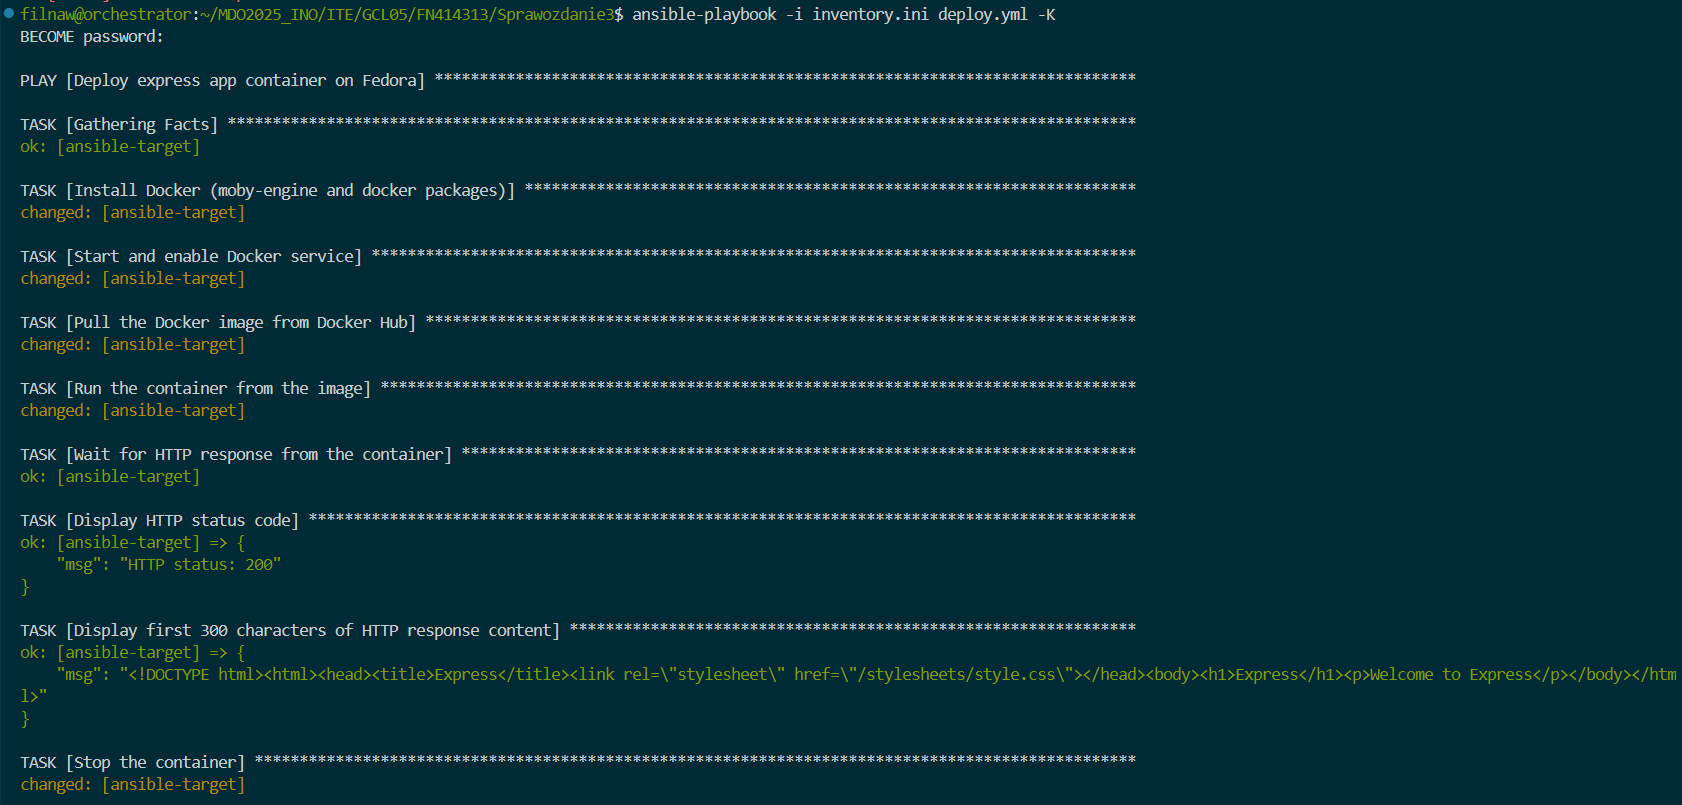 filnaw@orchestrator:~/MDO2025_INO/ITE/GCL05/FN414313/Sprawozdanie3$ ansible-playbook -i inventory.ini deploy.yml -K
BECOME password:
PLAY [Deploy express app container on Fedora] ******************************************************************************
TASK [Gathering Facts] *****************************************************************************************************
ok: [ansible-target]
TASK [Install Docker (moby-engine and docker packages)] ********************************************************************
changed: [ansible-target]
TASK [Start and enable Docker service] *************************************************************************************
changed: [ansible-target]
TASK [Pull the Docker image from Docker Hub] *******************************************************************************
changed: [ansible-target]
TASK [Run the container from the image] ************************************************************************************
changed: [ansible-target]
TASK [Wait for HTTP response from the container] ***************************************************************************
ok: [ansible-target]
TASK [Display HTTP status code] ********************************************************************************************
ok: [ansible-target] => {
    "msg": "HTTP status: 200"
}
TASK [Display first 300 characters of HTTP response content] ***************************************************************
ok: [ansible-target] => {
    "msg": "<!DOCTYPE html><html><head><title>Express</title><link rel=\"stylesheet\" href=\"/stylesheets/style.css\"></head><body><h1>Express</h1><p>Welcome to Express</p></body></htm
l>"
}
TASK [Stop the container] **************************************************************************************************
changed: [ansible-target]